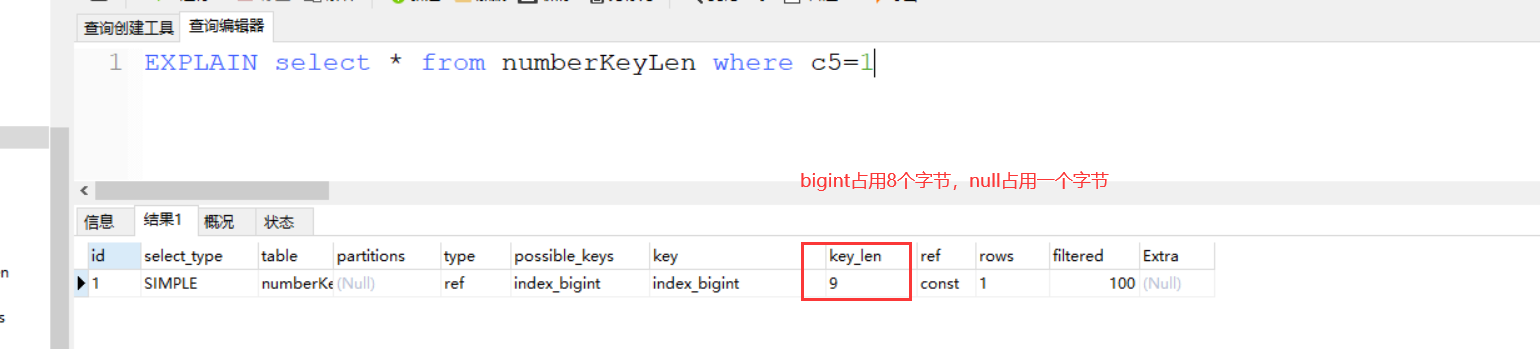 查询创建工具 查询编辑器
1 EXPLAIN select * from numberKeyLen where c5=1
bigint占用8个字节，null占用一个字节
信息 结果1 概况 状态
id select_type table partitions type possible_keys key key_len ref rows filtered Extra
1 SIMPLE numberKe (Null) ref index_bigint index_bigint 9 const 1 100 (Null)